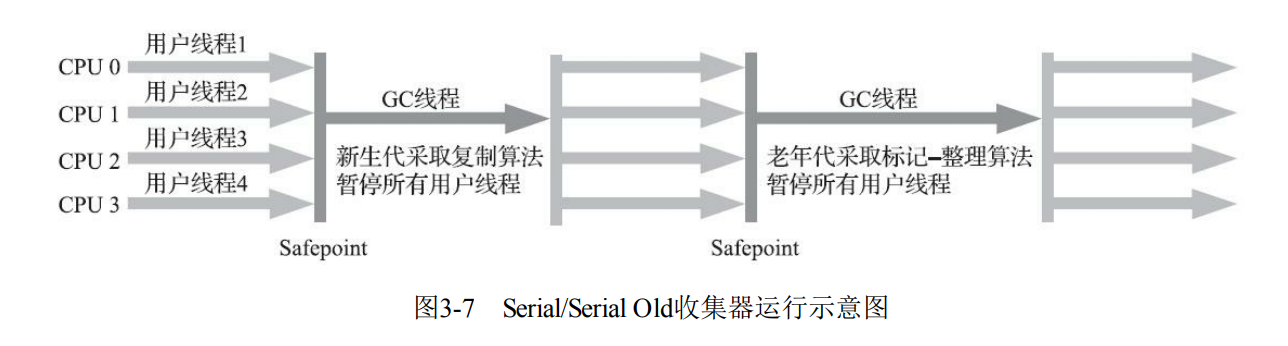 用户线程1
CPU 0
用户线程2
CPU 1
用户线程3
CPU 2
用户线程4
CPU 3
GC线程
新生代采取复制算法
暂停所有用户线程
GC线程
老年代采取标记–整理算法
暂停所有用户线程
Safepoint
Safepoint
图3-7 Serial/Serial Old收集器运行示意图